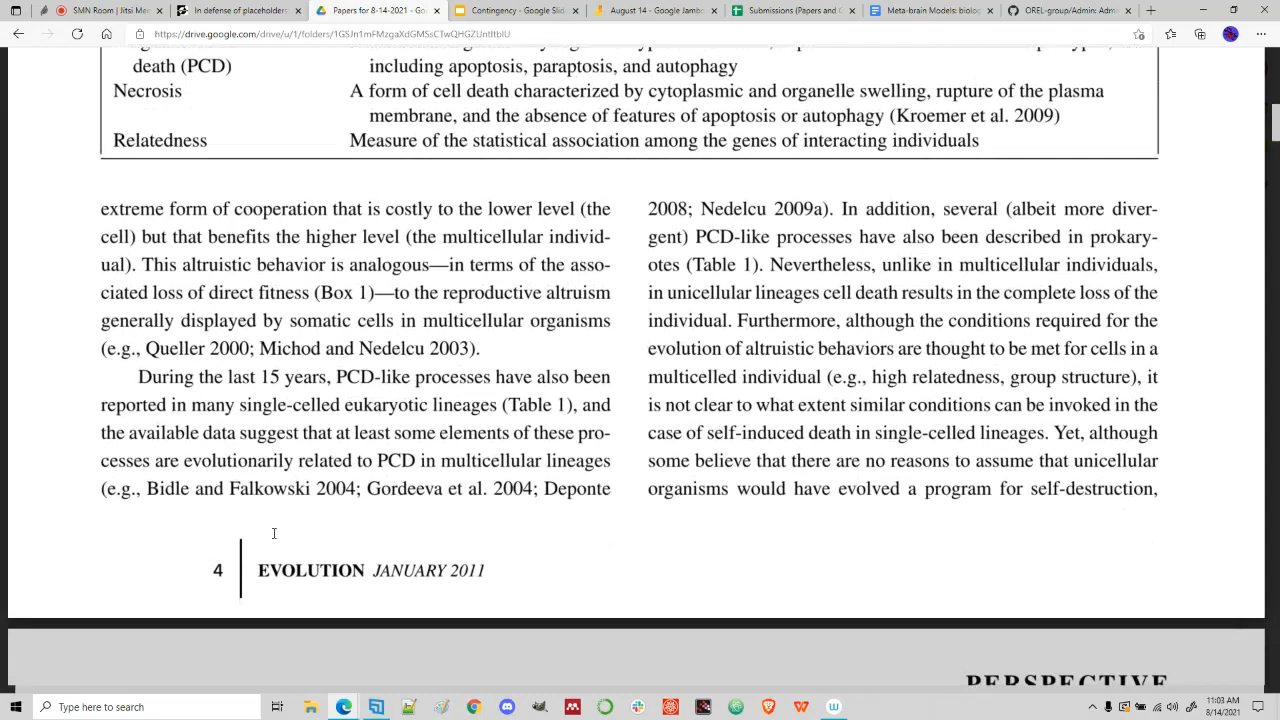 SMN Room | Jits Mee
Indexing of necrosis in definition of placeholder
Papers for 8-14-2021 - G
Contingency - Google Slid
August 14 - Google Jambo
Submissions (Papers and C
Meta-brain Models biolog
OREL-group/Admin Admin
https://drive.google.com/drive/u/1/folders/
death (PCD)
including apoptosis, paraptosis, and autophagy
Necrosis
A form of cell death characterized by cytoplasmic and organelle swelling, rupture of the plasma
membrane, and the absence of features of apoptosis or autophagy (Kroemer et al. 2009)
Relatedness
Measure of the statistical association among the genes of interacting individuals
extreme form of cooperation that is costly to the lower level (the
cell) but that benefits the higher level (the multicellular individ-
ual). This altruistic behavior is analogous—in terms of the asso-
ciated loss of direct fitness (Box 1)—to the reproductive altruism
generally displayed by somatic cells in multicellular organisms
(e.g., Queller 2000; Michod and Nedelcu 2003).
During the last 15 years, PCD-like processes have also been
reported in many single-celled eukaryotic lineages (Table 1), and
the available data suggest that at least some elements of these pro-
cesses are evolutionarily related to PCD in multicellular lineages
(e.g., Bidle and Falkowski 2004; Gordeeva et al. 2004; Deponte
2008; Nedelcu 2009a). In addition, several (albeit more diver-
gent) PCD-like processes have also been described in prokary-
otes (Table 1). Nevertheless, unlike in multicellular individuals,
in unicellular lineages cell death results in the complete loss of the
individual. Furthermore, although the conditions required for the
evolution of altruistic behaviors are thought to be met for cells in a
multicelled individual (e.g., high relatedness, group structure), it
is not clear to what extent similar conditions can be invoked in the
case of self-induced death in single-celled lineages. Yet, although
some believe that there are no reasons to assume that unicellular
organisms would have evolved a program for self-destruction,
4
EVOLUTION JANUARY 2011
PERSPECTIVE
Type here to search
11:03 AM
8/14/2021